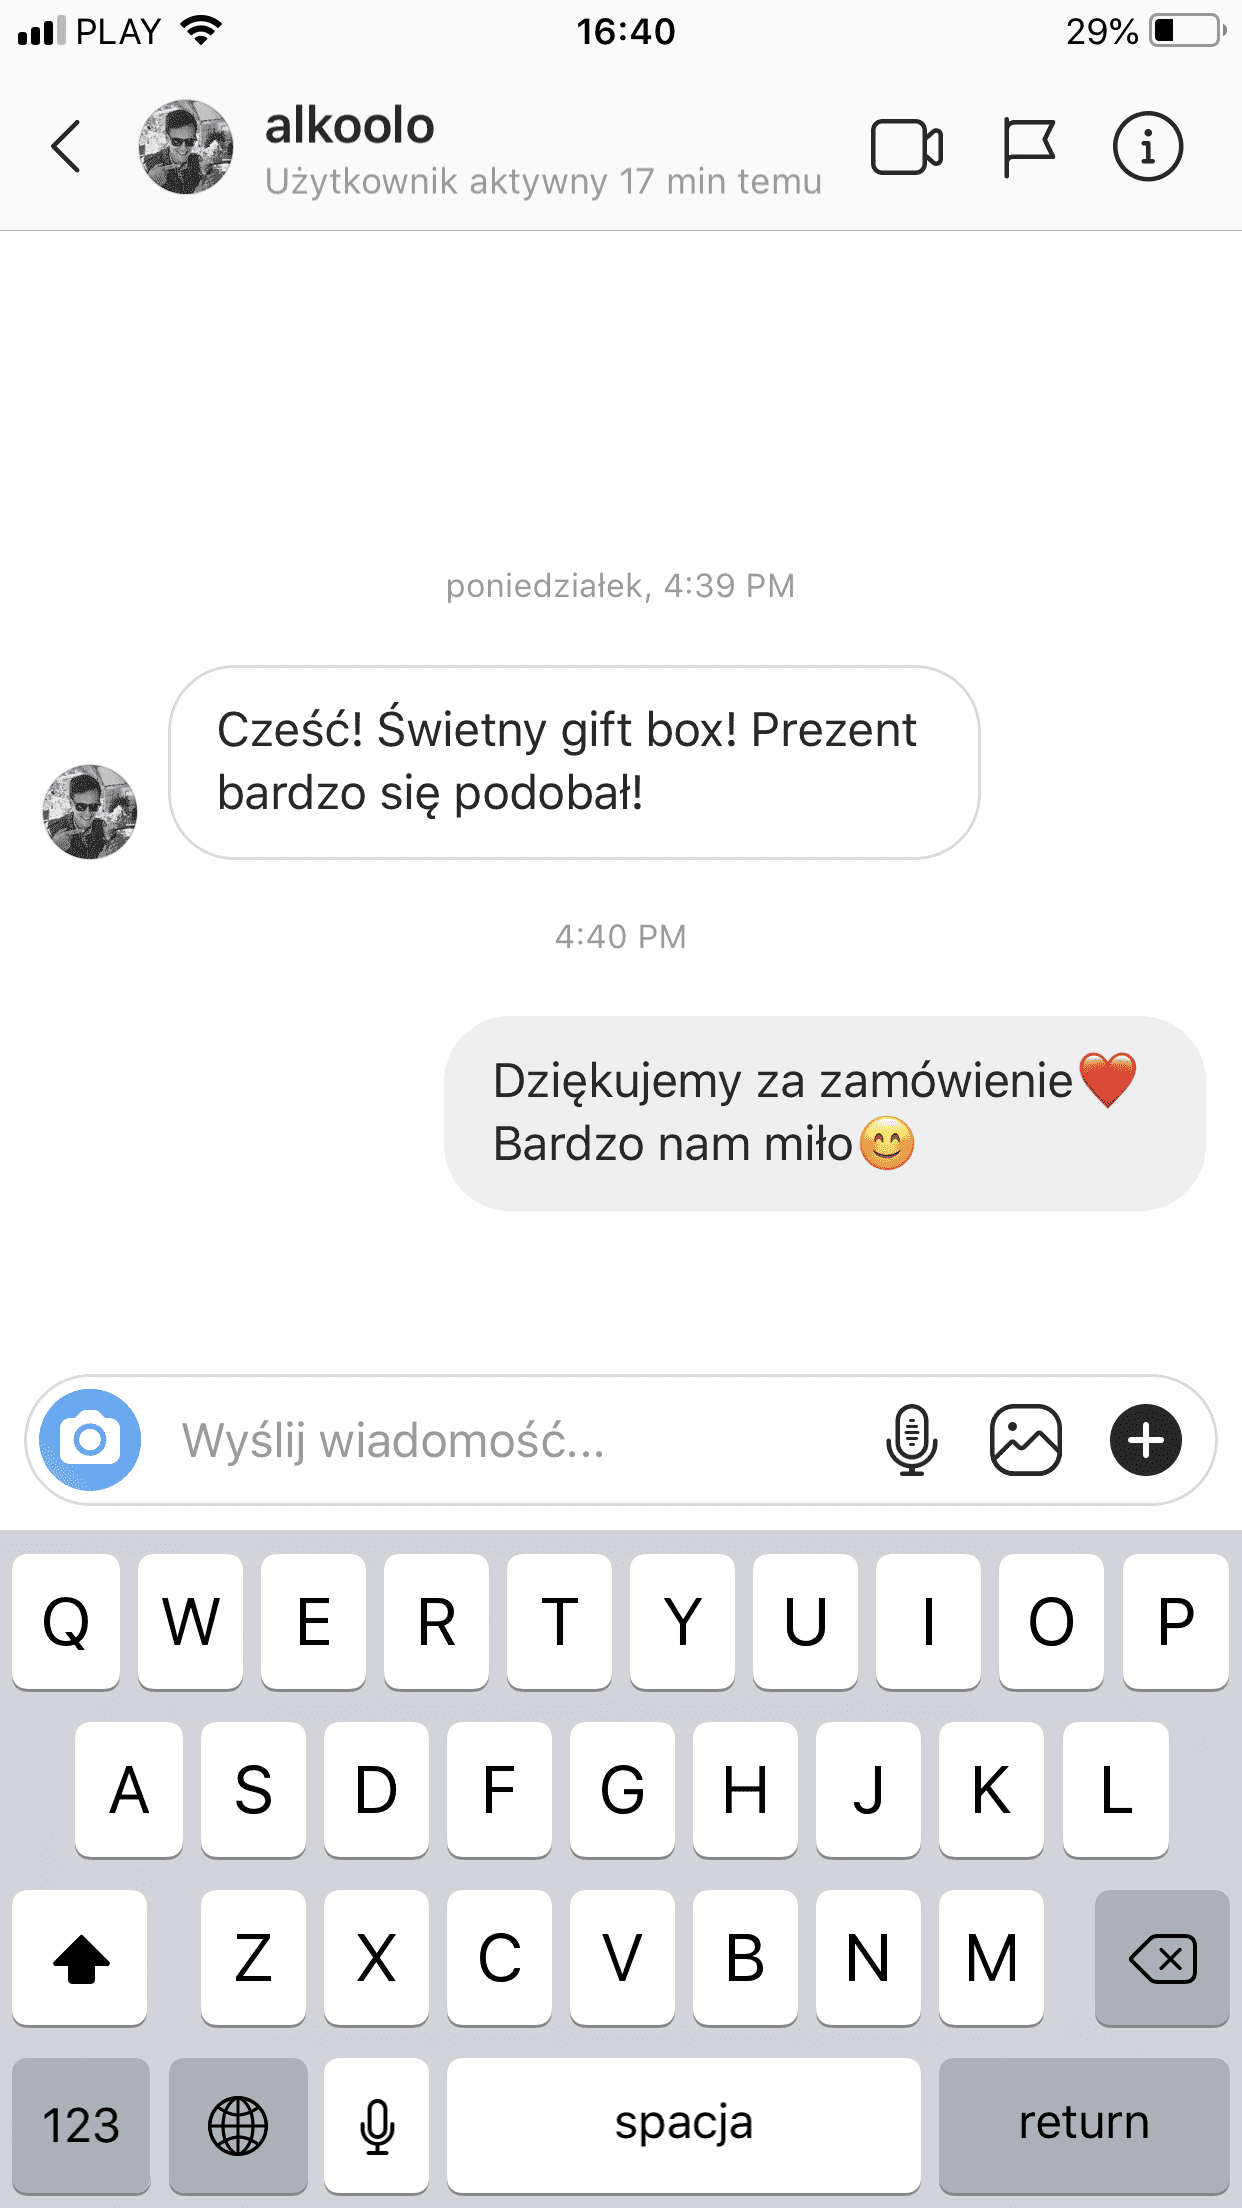 PLAY 16:40 29%
alkoolo
Użytkownik aktywny 17 min temu
poniedziałek, 4:39 PM
Cześć! Świetny gift box! Prezent
bardzo się podobał!
4:40 PM
Dziękujemy za zamówienie❤️
Bardzo nam miło😊
Wyślij wiadomość...
Q W E R T Y U I O P
A S D F G H J K L
Z X C V B N M
123 spacja return